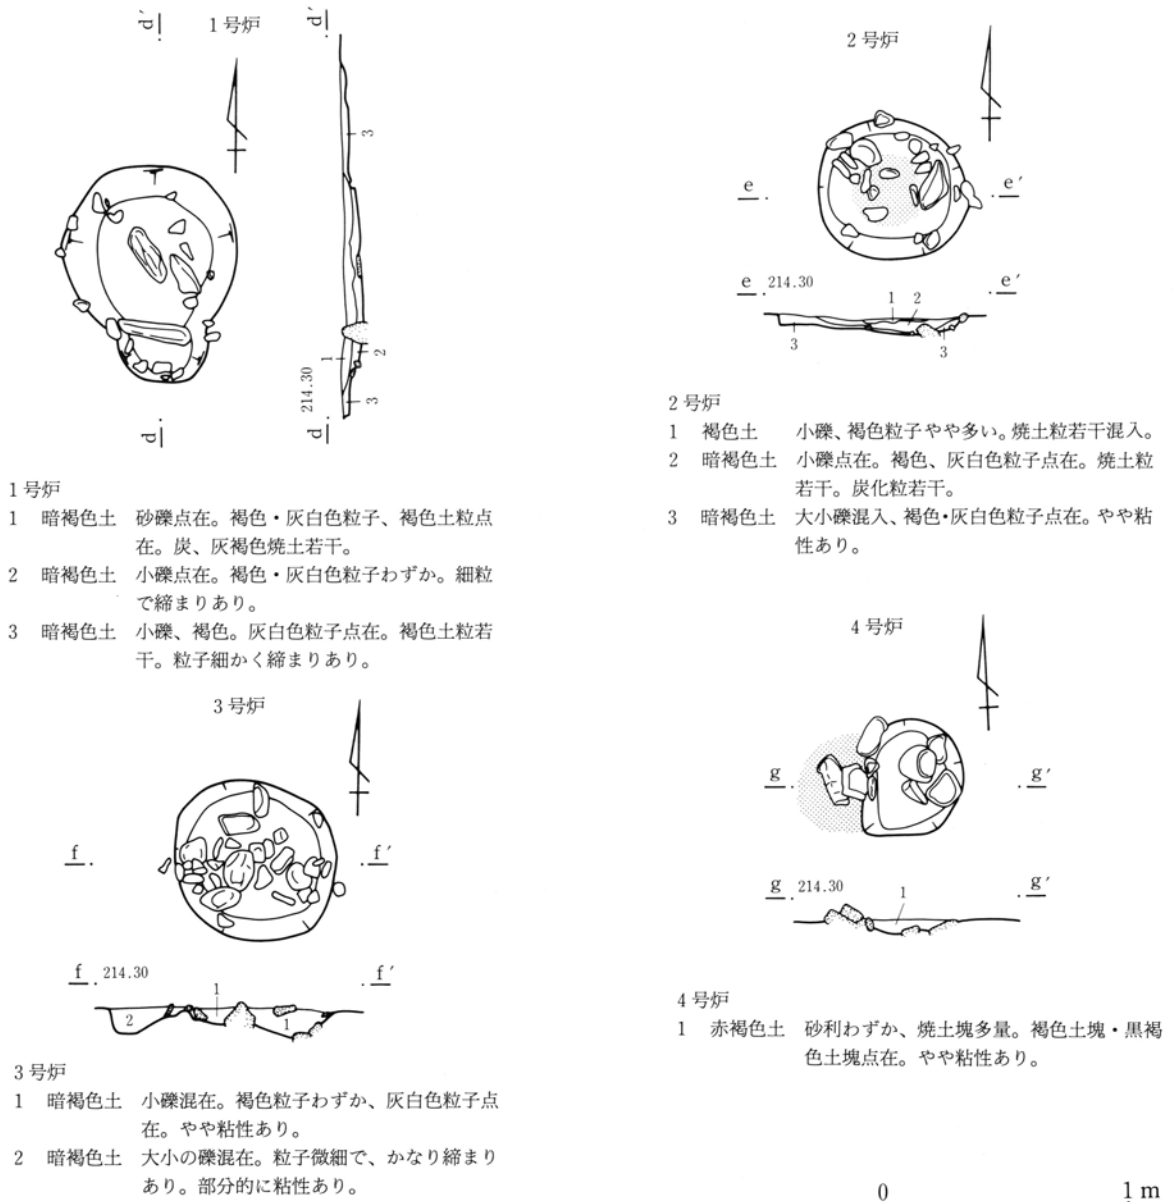 1号炉
d′
d′
3
2
1
3
214.30
d
d
1号炉
1 暗褐色土 砂礫点在。褐色・灰白色粒子、褐色土粒点
在。炭、灰褐色焼土若干。
2 暗褐色土 小礫点在。褐色・灰白色粒子わずか。細粒
で締まりあり。
3 暗褐色土 小礫、褐色。灰白色粒子点在。褐色土粒若
干。粒子細かく締まりあり。
2号炉
e
e′
e 214.30
e′
1 2
3
3
2号炉
1 褐色土 小礫、褐色粒子やや多い。焼土粒若干混入。
2 暗褐色土 小礫点在。褐色、灰白色粒子点在。焼土粒
若干。炭化粒若干。
3 暗褐色土 大小礫混入、褐色・灰白色粒子点在。やや粘
性あり。
3号炉
f
f′
f 214.30
f′
1
2
1
3号炉
1 暗褐色土 小礫混在。褐色粒子わずか、灰白色粒子点
在。やや粘性あり。
2 暗褐色土 大小の礫混在。粒子微細で、かなり締まり
あり。部分的に粘性あり。
4号炉
g
g′
g 214.30
g′
1
4号炉
1 赤褐色土 砂利わずか、焼土塊多量。褐色土塊・黒褐
色土塊点在。やや粘性あり。
0 1m